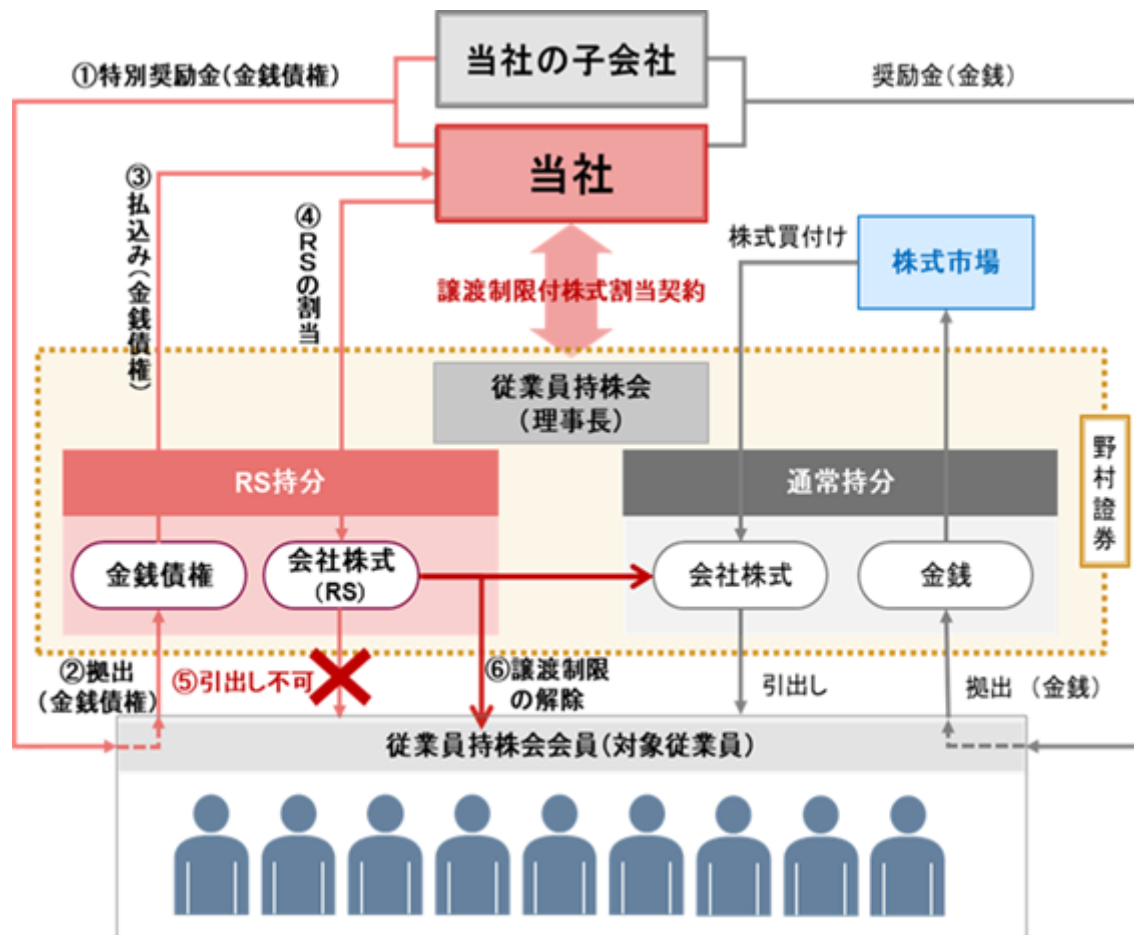 当社の子会社
①特別奨励金(金銭債権)
奨励金(金銭)
当社
③払込み(金銭債権)
④RSの割当
株式買付け
株式市場
譲渡制限付株式割当契約
従業員持株会
(理事長)
野村證券
RS持分
通常持分
金銭債権
会社株式
(RS)
会社株式
金銭
②拠出
(金銭債権)
⑤引出し不可
⑥譲渡制限
の解除
引出し
拠出 (金銭)
従業員持株会会員(対象従業員)